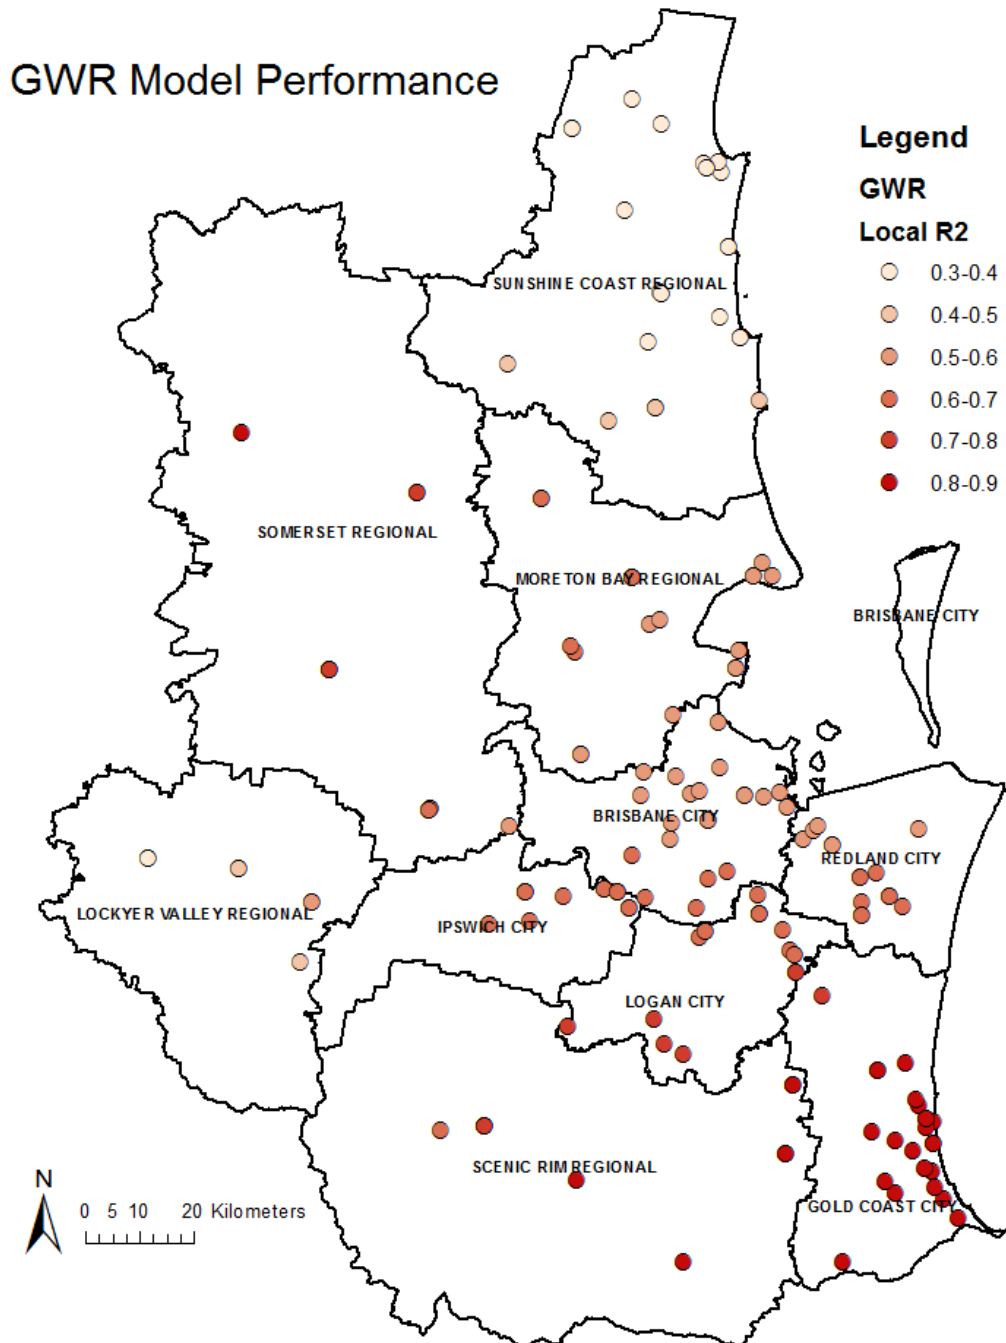 GWR Model Performance
Legend
GWR
Local R2
0.3-0.4
0.4-0.5
0.5-0.6
0.6-0.7
0.7-0.8
0.8-0.9
SUNSHINE COAST REGIONAL
SOMERSET REGIONAL
MORETON BAY REGIONAL
BRISBANE CITY
BRISBANE CITY
REDLAND CITY
LOCKYER VALLEY REGIONAL
IPSWICH CITY
LOGAN CITY
SCENIC RIM REGIONAL
GOLD COAST CITY
N
0 5 10 20 Kilometers